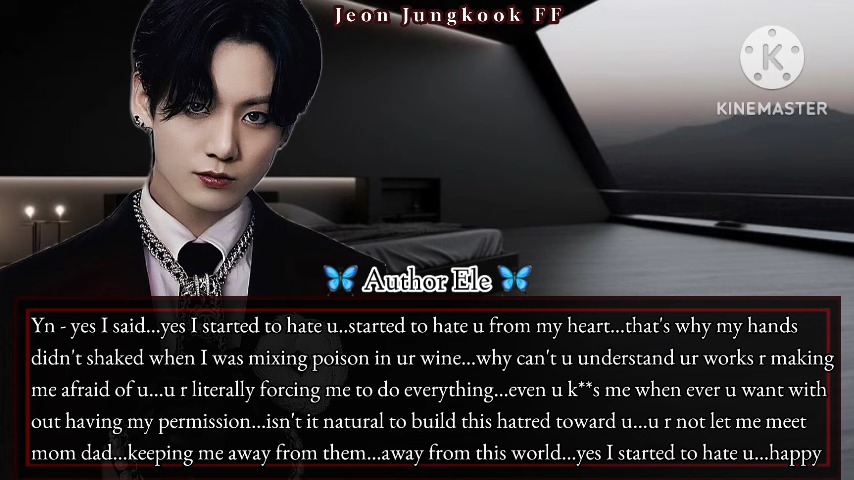 Jeon Jungkook FF
KINEMASTER
🦋 Author Ele 🦋
Yn - yes I said...yes I started to hate u..started to hate u from my heart...that's why my hands
didn't shaked when I was mixing poison in ur wine...why can't u understand ur works r making
me afraid of u...u r literally forcing me to do everything...even u k**s me when ever u want with
out having my permission...isn't it natural to build this hatred toward u...u r not let me meet
mom dad...keeping me away from them...away from this world...yes I started to hate u...happy